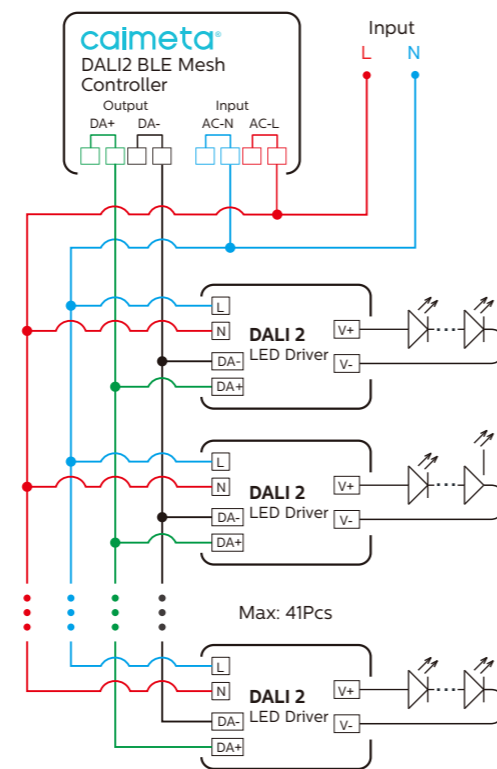 caimeta®
DALI2 BLE Mesh
Controller
Output
Input
DA+
DA-
AC-N
AC-L
Input
L
N
L
N
DA-
DA+
DALI 2
LED Driver
V+
V-
L
N
DA-
DA+
DALI 2
LED Driver
V+
V-
Max: 41Pcs
L
N
DA-
DA+
DALI 2
LED Driver
V+
V-